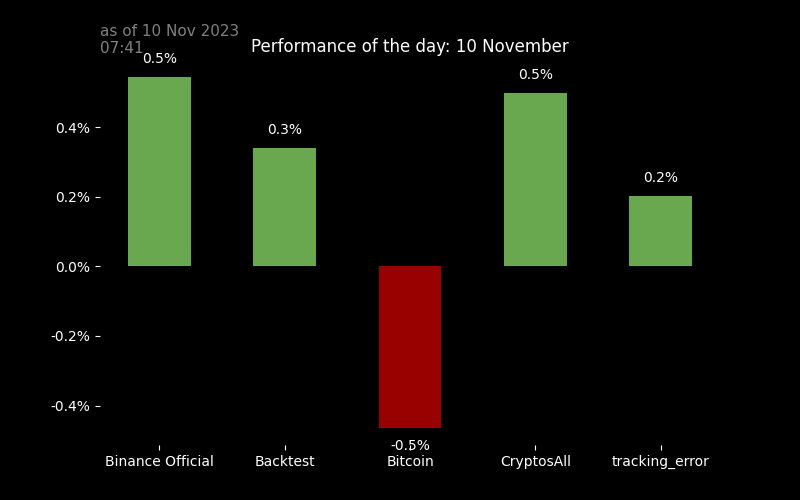 as of 10 Nov 2023
07:41
Performance of the day: 10 November
0.5%
0.3%
-0.5%
0.5%
0.2%
0.4%
0.2%
0.0%
-0.2%
-0.4%
Binance Official
Backtest
Bitcoin
CryptosAll
tracking_error